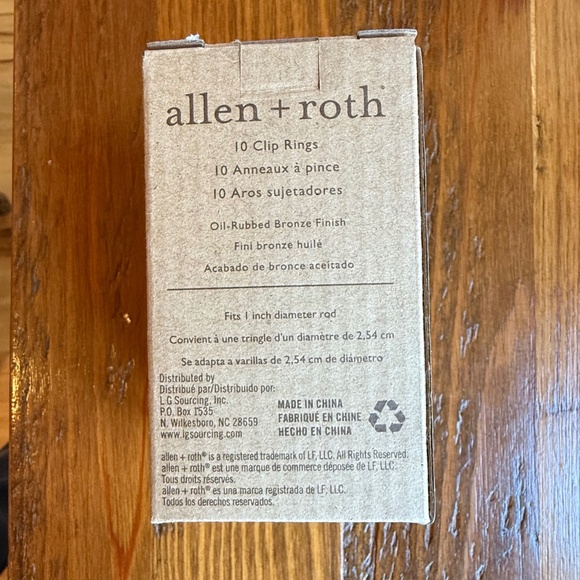 allen + roth
10 Clip Rings
10 Anneaux à pince
10 Aros sujetadores
Oil-Rubbed Bronze Finish
Fini bronze huilé
Acabado de bronce aceitado
Fits 1 inch diameter rod
Convient à une tringle d'un diamètre de 2,54 cm
Se adapta a varillas de 2,54 cm de diámetro
Distributed by
Distribué par/Distribuido por:
L G Sourcing, Inc.
P.O. Box 1535
N. Wilkesboro, NC 28659
www.lgsourcing.com
MADE IN CHINA
FABRIQUÉ EN CHINE
HECHO EN CHINA
allen + roth® is a registered trademark of LF, LLC. All Rights Reserved.
allen + roth® est une marque de commerce déposée de LF, LLC.
Tous droits réservés.
allen + roth® es una marca registrada de LF, LLC.
Todos los derechos reservados.